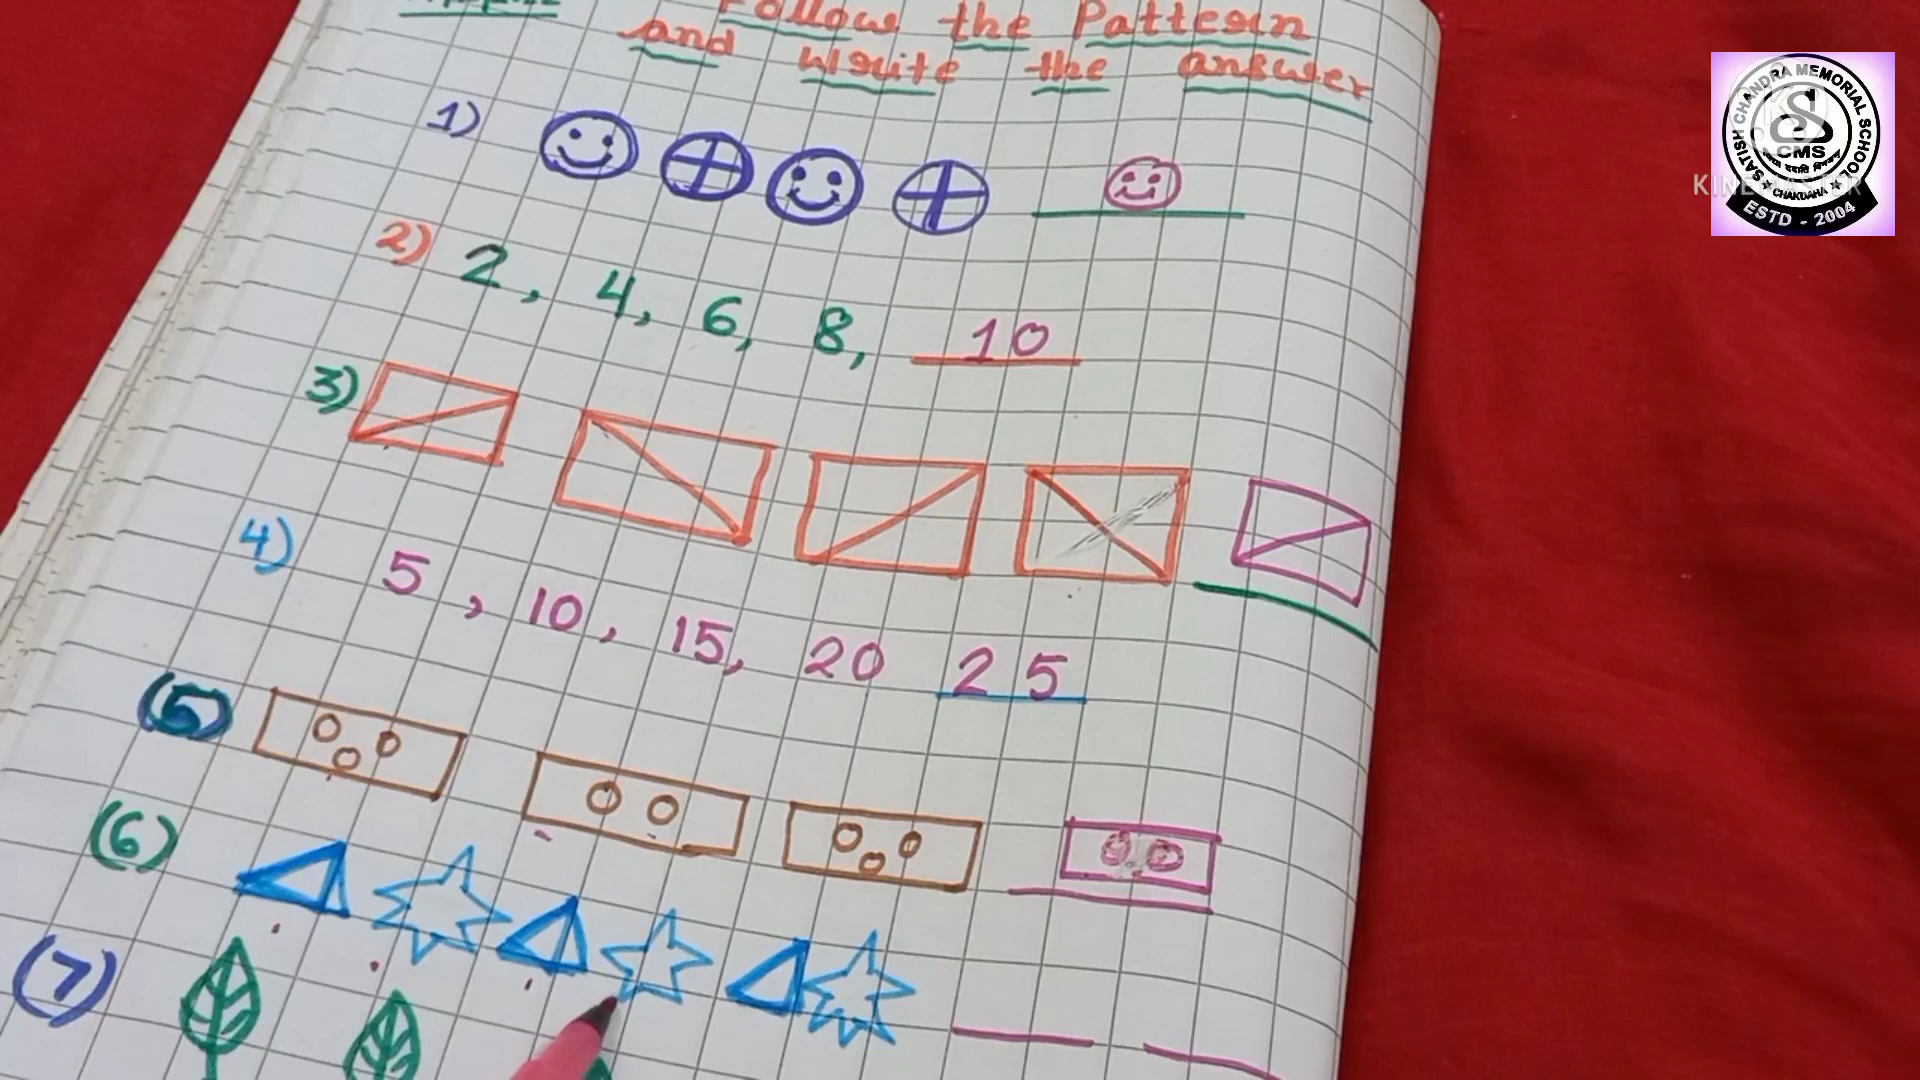 Follow the Pattern
and write the answer
1)
2) 2, 4, 6, 8, 10
3)
4) 5, 10, 15, 20 25
(5)
(6)
(7)
SATISH CHANDRA MEMORIAL SCHOOL
S
CMS
CHAKDAHA
ESTD - 2004